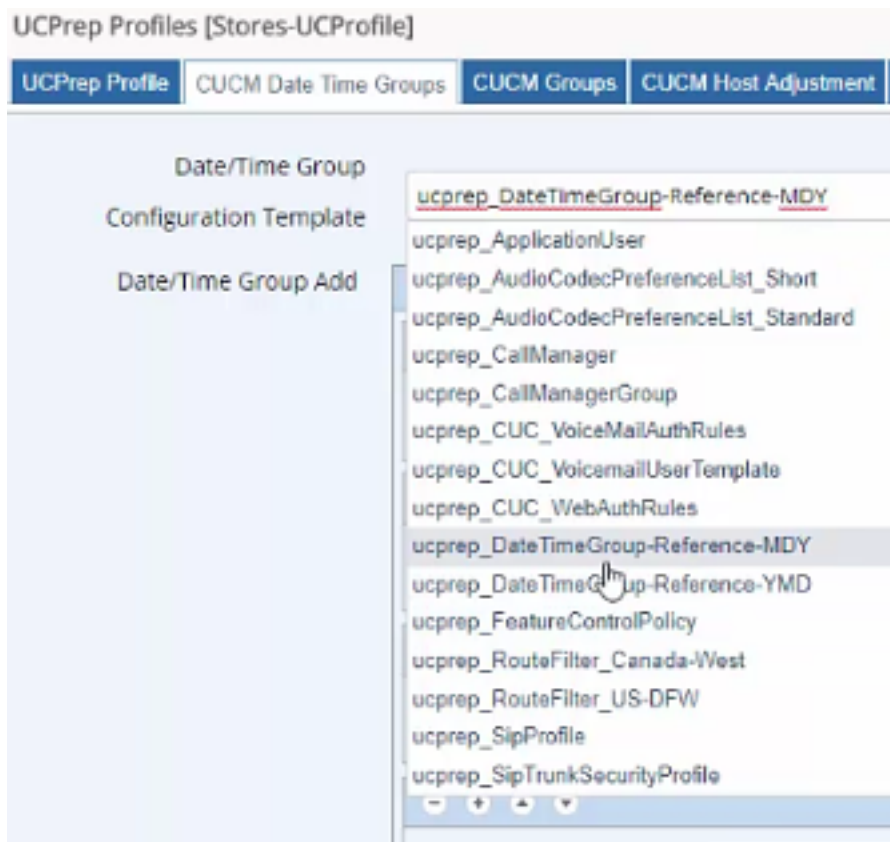 UCPrep Profiles [Stores-UCProfile]
UCPrep Profile CUCM Date Time Groups CUCM Groups CUCM Host Adjustment
Date/Time Group
Configuration Template
ucprep_DateTimeGroup-Reference-MDY
Date/Time Group Add
ucprep_ApplicationUser
ucprep_AudioCodecPreferenceList_Short
ucprep_AudioCodecPreferenceList_Standard
ucprep_CallManager
ucprep_CallManagerGroup
ucprep_CUC_VoiceMailAuthRules
ucprep_CUC_VoicemailUserTemplate
ucprep_CUC_WebAuthRules
ucprep_DateTimeGroup-Reference-MDY
ucprep_DateTimeGroup-Reference-YMD
ucprep_FeatureControlPolicy
ucprep_RouteFilter_Canada-West
ucprep_RouteFilter_US-DFW
ucprep_SipProfile
ucprep_SipTrunkSecurityProfile